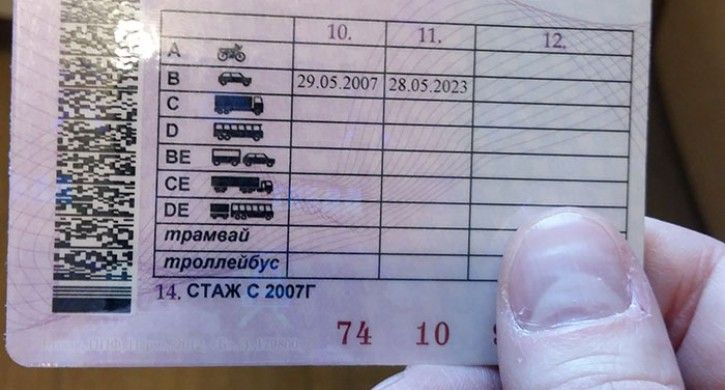 10. 11. 12.
A
B 29.05.2007 28.05.2023
C
D
BE
CE
DE
трамвай
троллейбус
14. СТАЖ С 2007Г
74 10